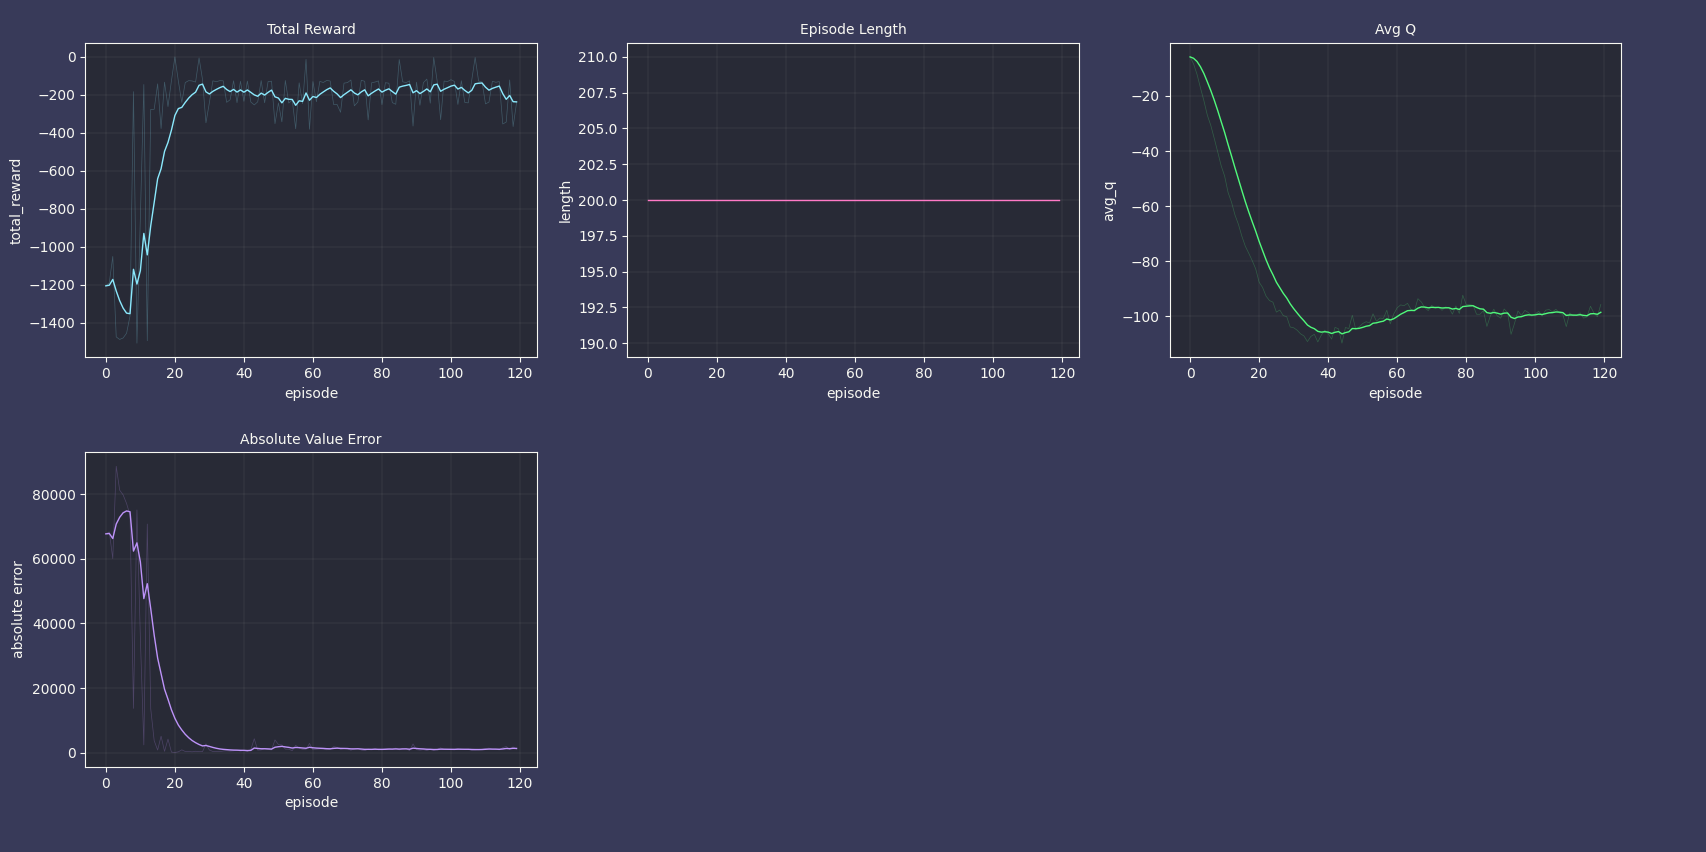 Total Reward
total_reward
0
−200
−400
−600
−800
−1000
−1200
−1400
0 20 40 60 80 100 120
episode
Episode Length
length
210.0
207.5
205.0
202.5
200.0
197.5
195.0
192.5
190.0
0 20 40 60 80 100 120
episode
Avg Q
avg_q
−20
−40
−60
−80
−100
0 20 40 60 80 100 120
episode
Absolute Value Error
absolute error
80000
60000
40000
20000
0
0 20 40 60 80 100 120
episode